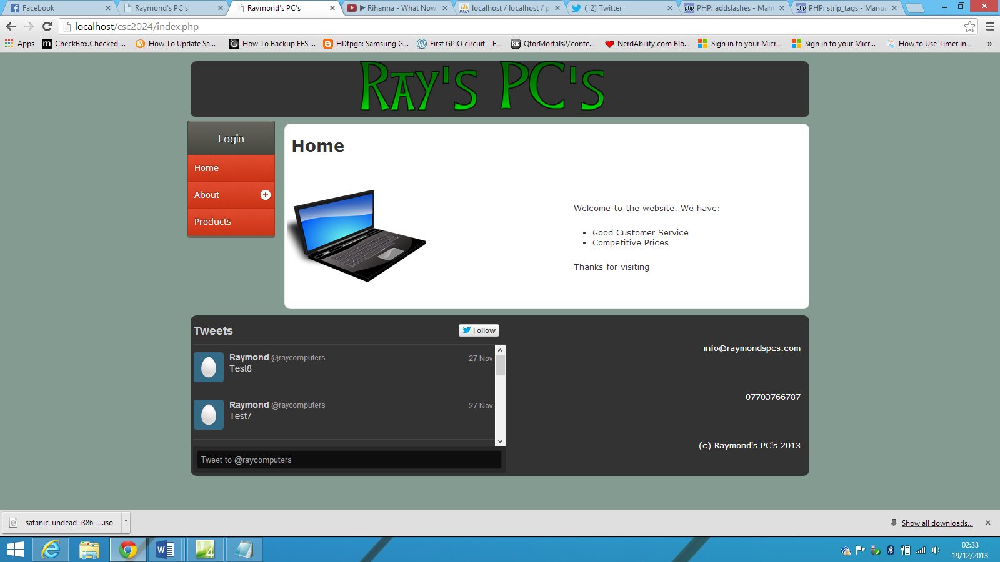 Facebook
Raymond's PC's
Raymond's PC's
Rihanna - What Now
localhost / localhost / p
(12) Twitter
PHP: addslashes - Manu
PHP: strip_tags - Manua
localhost/csc2024/index.php
Apps
CheckBox.Checked ...
How To Update Sa...
How To Backup EFS ...
HDfpga: Samsung G...
First GPIO circuit – F...
QforMortals2/conte...
NerdAbility.com Blo...
Sign in to your Micr...
Sign in to your Micr...
How to Use Timer in...
»
Ray's PC's
Login
Home
About
Products
Home
Welcome to the website. We have:
• Good Customer Service
• Competitive Prices
Thanks for visiting
Tweets
Follow
Raymond @raycomputers 27 Nov
Test8
Raymond @raycomputers 27 Nov
Test7
Tweet to @raycomputers
info@raymondspcs.com
07703766787
(c) Raymond's PC's 2013
satanic-undead-i386-....iso
Show all downloads...
02:33
19/12/2013